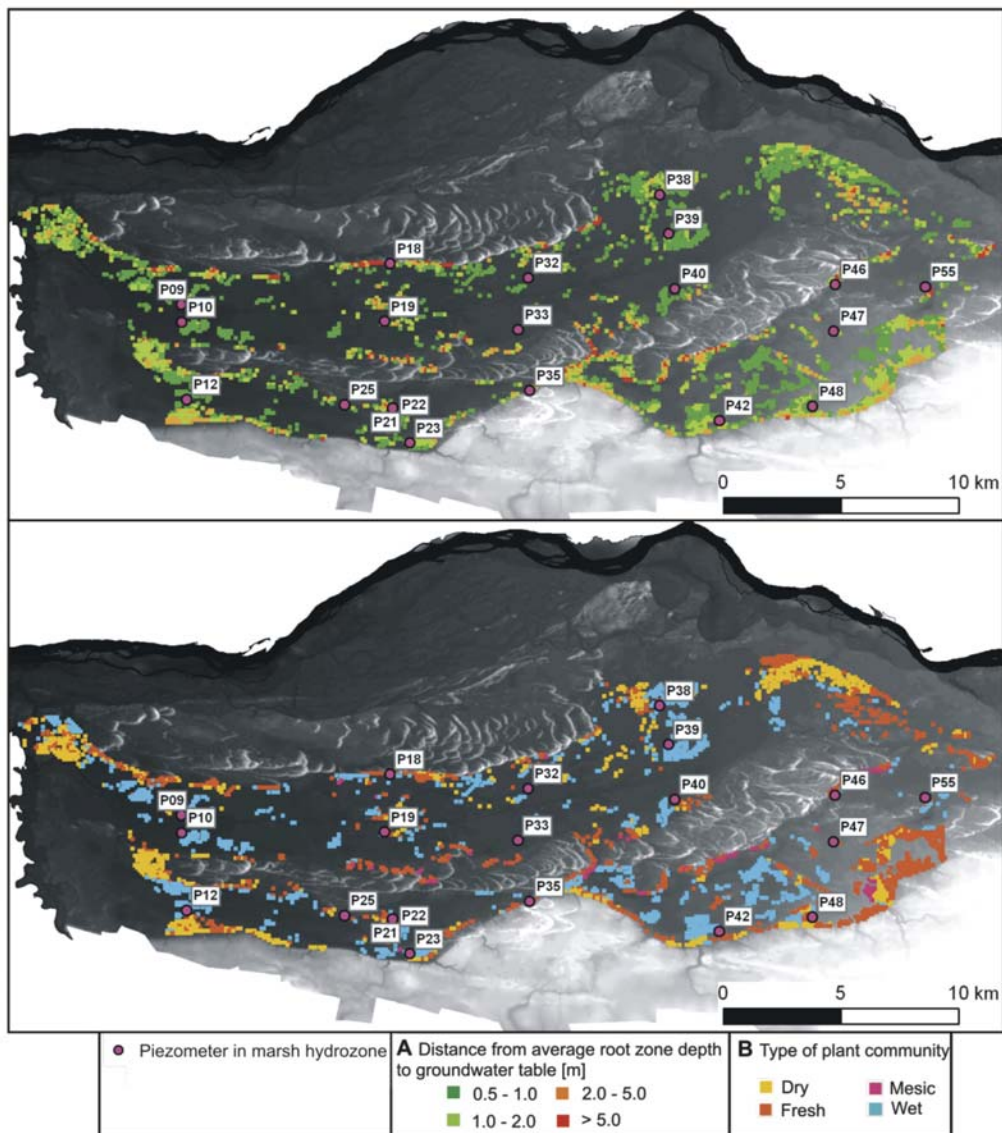 P38
P39
P18
P32
P40
P46
P55
P09
P10
P19
P33
P47
P12
P25
P22
P35
P48
P21
P42
P23
0 5 10 km
P38
P39
P18
P32
P40
P46
P55
P09
P10
P19
P33
P47
P12
P25
P22
P35
P48
P21
P42
P23
0 5 10 km
Piezometer in marsh hydrozone
A Distance from average root zone depth
to groundwater table [m]
0.5 - 1.0 2.0 - 5.0
1.0 - 2.0 > 5.0
B Type of plant community
Dry Mesic
Fresh Wet